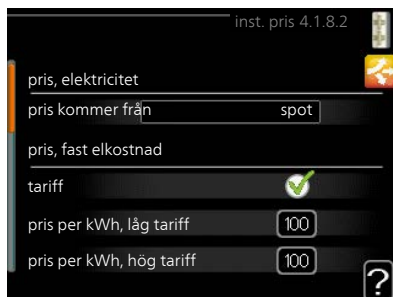 inst. pris 4.1.8.2
pris, elektricitet
pris kommer från spot
pris, fast elkostnad
tariff
pris per kWh, låg tariff 100
pris per kWh, hög tariff 100
?